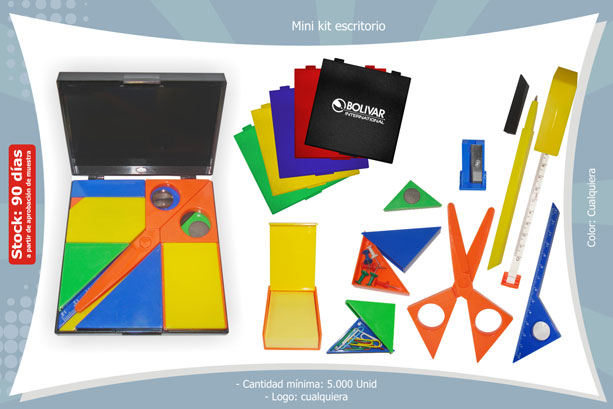 Mini kit escritorio
BOLIVAR
INTERNATIONAL
Stock: 90 días
a partir de aprobación de muestra
Color: Cualquiera
- Cantidad mínima: 5.000 Unid
- Logo: cualquiera